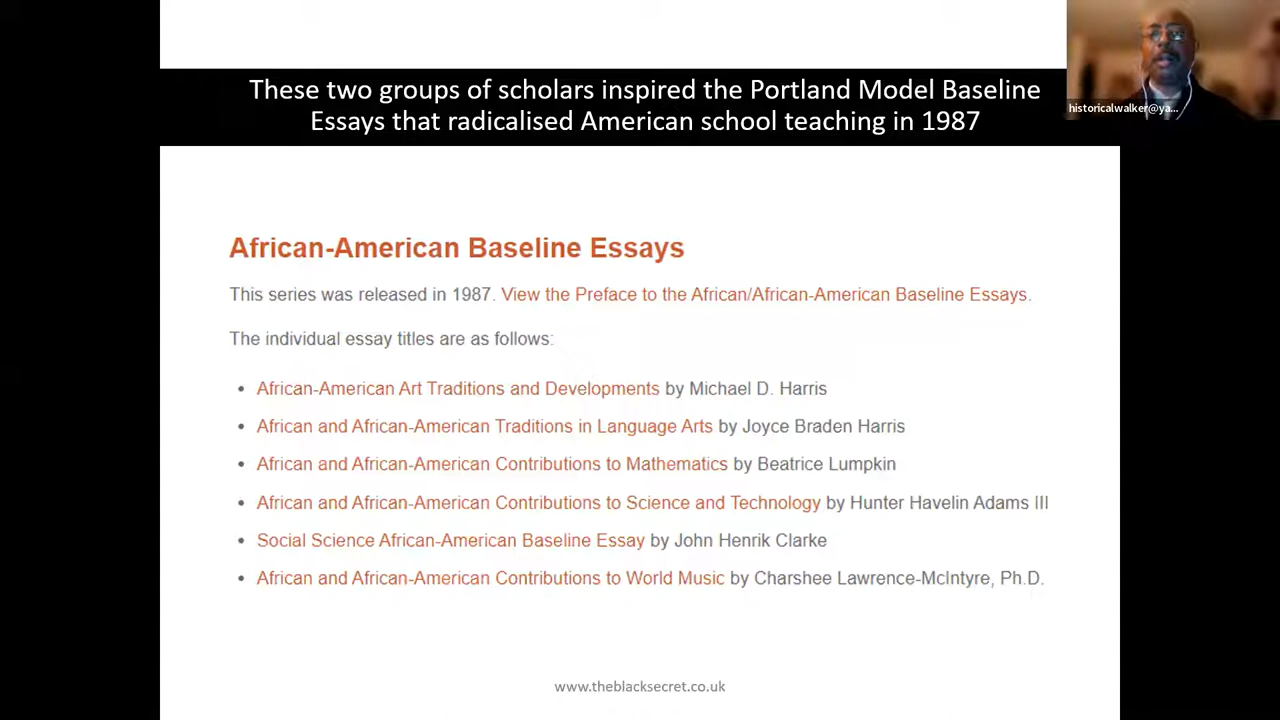 These two groups of scholars inspired the Portland Model Baseline
Essays that radicalised American school teaching in 1987
historicalwalker@ya...
African-American Baseline Essays
This series was released in 1987. View the Preface to the African/African-American Baseline Essays.
The individual essay titles are as follows:
• African-American Art Traditions and Developments by Michael D. Harris
• African and African-American Traditions in Language Arts by Joyce Braden Harris
• African and African-American Contributions to Mathematics by Beatrice Lumpkin
• African and African-American Contributions to Science and Technology by Hunter Havelin Adams III
• Social Science African-American Baseline Essay by John Henrik Clarke
• African and African-American Contributions to World Music by Charshee Lawrence-McIntyre, Ph.D.
www.theblacksecret.co.uk